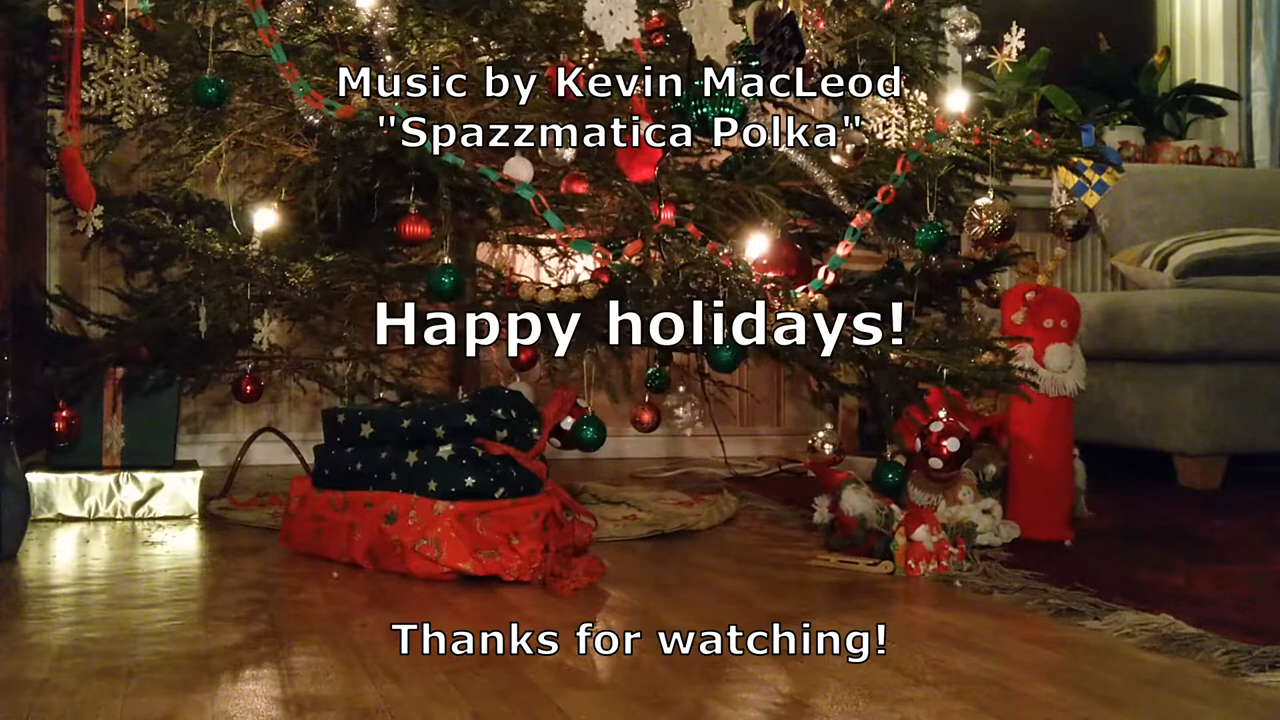 Music by Kevin MacLeod
"Spazzmatica Polka"
Happy holidays!
Thanks for watching!